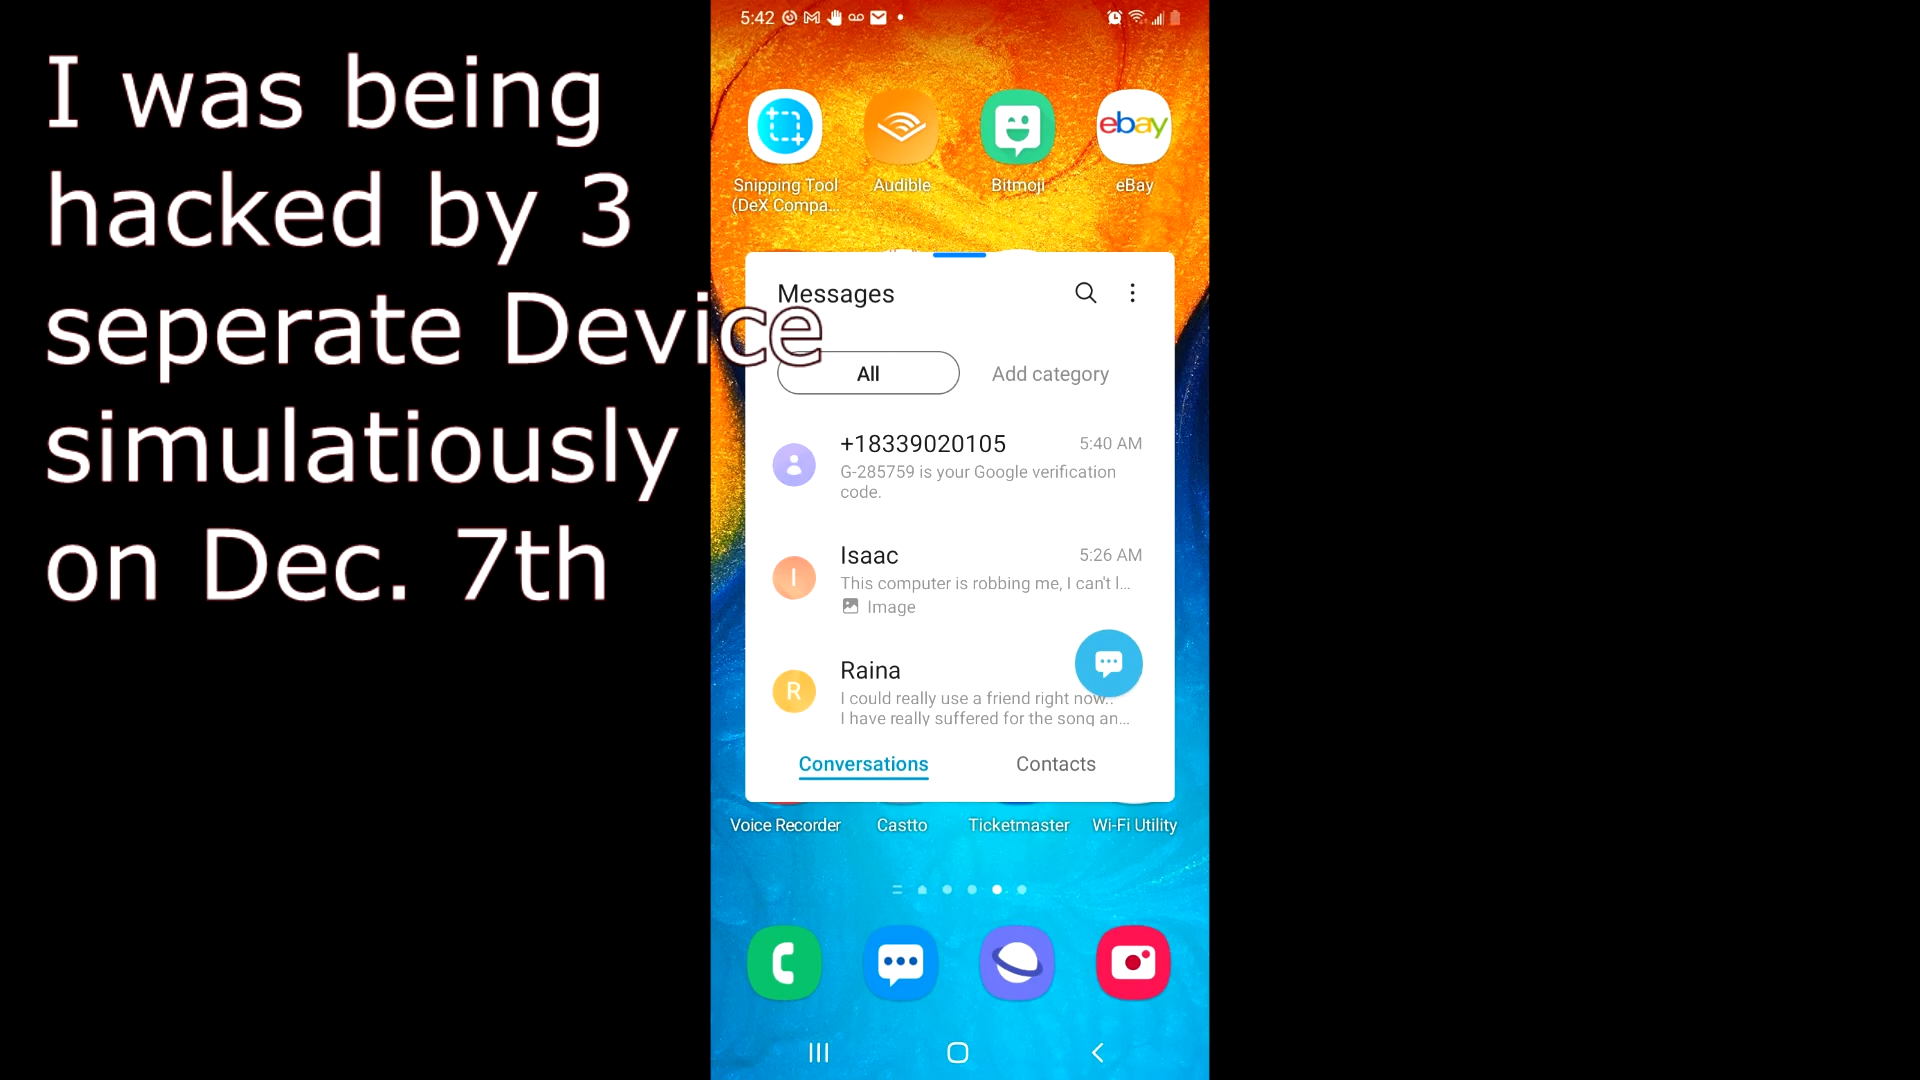 I was being
hacked by 3
seperate Device
simulatiously
on Dec. 7th
5:42
Snipping Tool
(DeX Compa...
Audible
Bitmoji
ebay
eBay
Messages
All
Add category
+18339020105
5:40 AM
G-285759 is your Google verification
code.
I
Isaac
5:26 AM
This computer is robbing me, I can't l...
Image
R
Raina
I could really use a friend right now..
I have really suffered for the song an...
Conversations
Contacts
Voice Recorder
Castto
Ticketmaster
Wi-Fi Utility